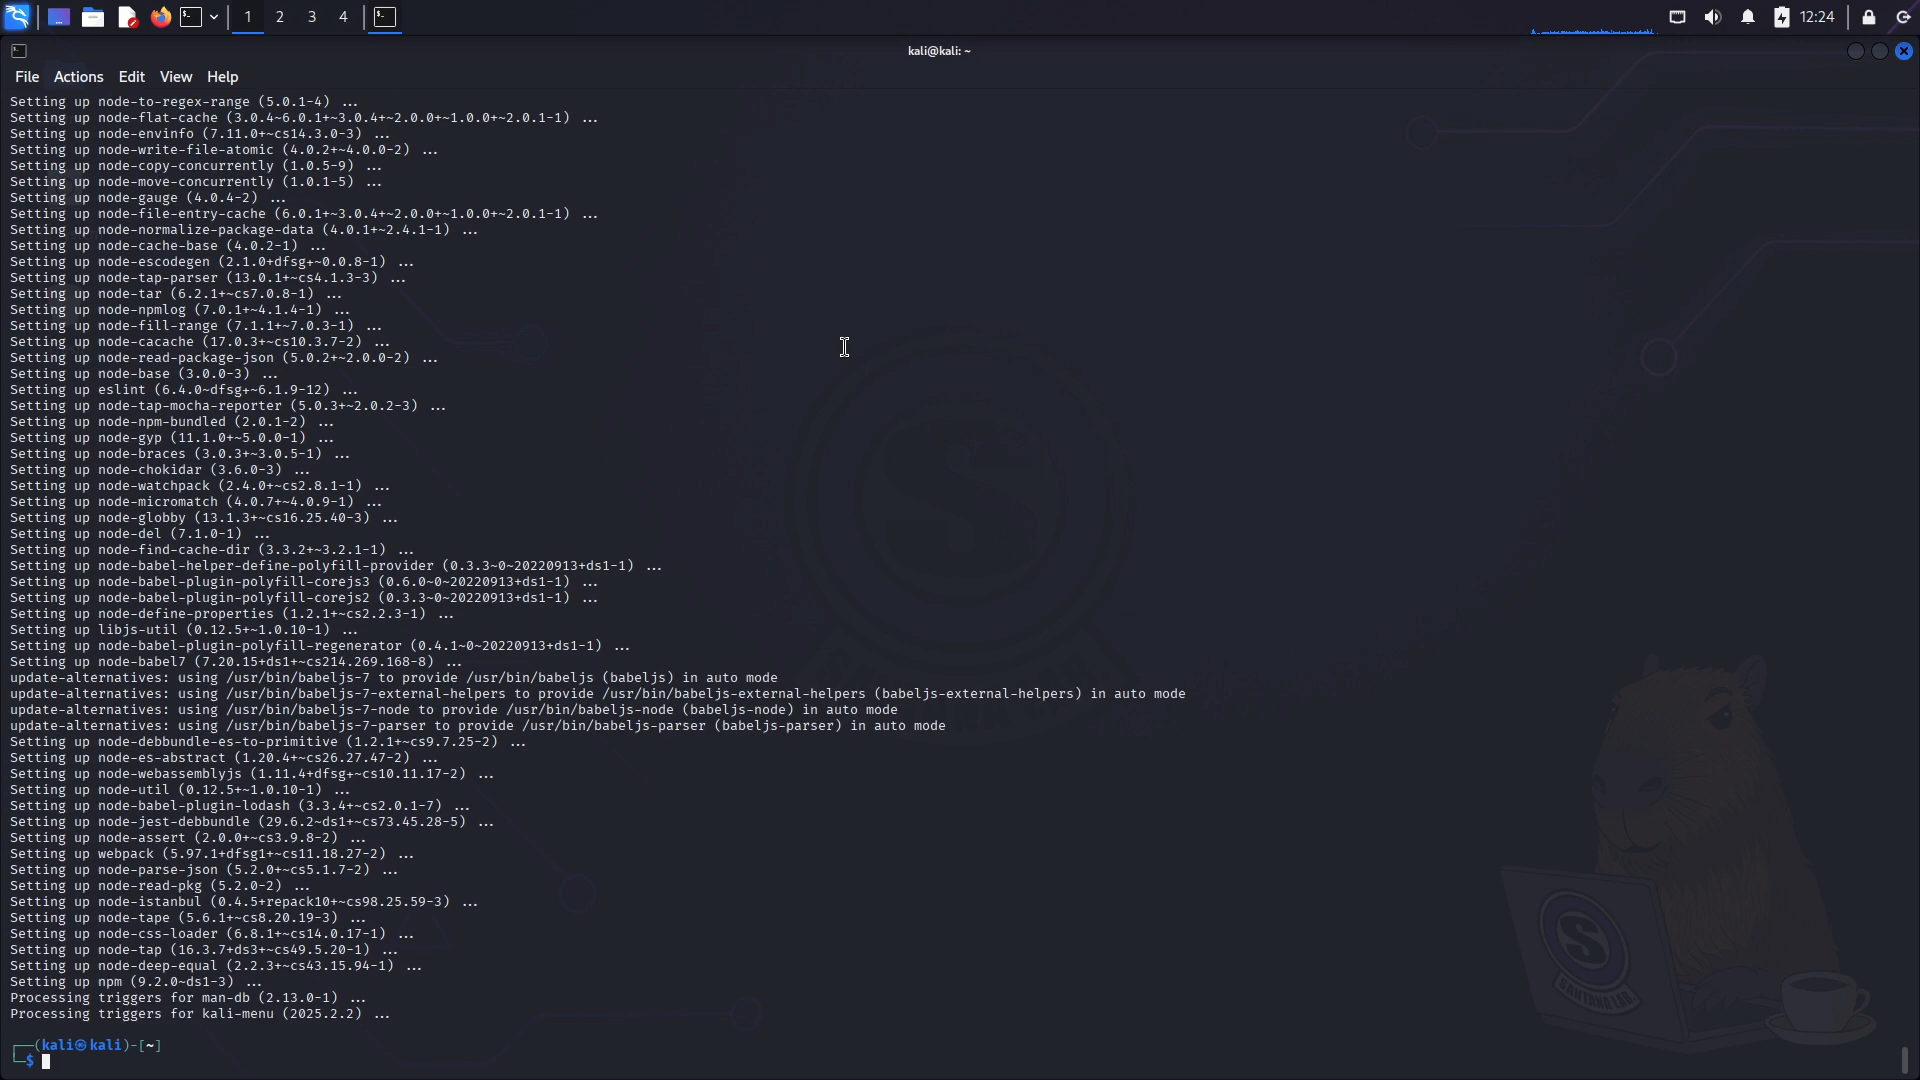 1
2
3
4
12:24
kali@kali: ~
File Actions Edit View Help
Setting up node-to-regex-range (5.0.1-4) ...
Setting up node-flat-cache (3.0.4~6.0.1+~3.0.4+~2.0.0+~1.0.0+~2.0.1-1) ...
Setting up node-envinfo (7.11.0+~cs14.3.0-3) ...
Setting up node-write-file-atomic (4.0.2+~4.0.0-2) ...
Setting up node-copy-concurrently (1.0.5-9) ...
Setting up node-move-concurrently (1.0.1-5) ...
Setting up node-gauge (4.0.4-2) ...
Setting up node-file-entry-cache (6.0.1+~3.0.4+~2.0.0+~1.0.0+~2.0.1-1) ...
Setting up node-normalize-package-data (4.0.1+~2.4.1-1) ...
Setting up node-cache-base (4.0.2-1) ...
Setting up node-escodegen (2.1.0+dfsg+~0.0.8-1) ...
Setting up node-tap-parser (13.0.1+~cs4.1.3-3) ...
Setting up node-tar (6.2.1+~cs7.0.8-1) ...
Setting up node-npmlog (7.0.1+~4.1.4-1) ...
Setting up node-fill-range (7.1.1+~7.0.3-1) ...
Setting up node-cacache (17.0.3+~cs10.3.7-2) ...
Setting up node-read-package-json (5.0.2+~2.0.0-2) ...
Setting up node-base (3.0.0-3) ...
Setting up eslint (6.4.0~dfsg+~6.1.9-12) ...
Setting up node-tap-mocha-reporter (5.0.3+~2.0.2-3) ...
Setting up node-npm-bundled (2.0.1-2) ...
Setting up node-gyp (11.1.0+~5.0.0-1) ...
Setting up node-braces (3.0.3+~3.0.5-1) ...
Setting up node-chokidar (3.6.0-3) ...
Setting up node-watchpack (2.4.0+~cs2.8.1-1) ...
Setting up node-micromatch (4.0.7+~4.0.9-1) ...
Setting up node-globby (13.1.3+~cs16.25.40-3) ...
Setting up node-del (7.1.0-1) ...
Setting up node-find-cache-dir (3.3.2+~3.2.1-1) ...
Setting up node-babel-helper-define-polyfill-provider (0.3.3~0~20220913+ds1-1) ...
Setting up node-babel-plugin-polyfill-corejs3 (0.6.0~0~20220913+ds1-1) ...
Setting up node-babel-plugin-polyfill-corejs2 (0.3.3~0~20220913+ds1-1) ...
Setting up node-define-properties (1.2.1+~cs2.2.3-1) ...
Setting up libjs-util (0.12.5+~1.0.10-1) ...
Setting up node-babel-plugin-polyfill-regenerator (0.4.1~0~20220913+ds1-1) ...
Setting up node-babel7 (7.20.15+ds1+~cs214.269.168-8) ...
update-alternatives: using /usr/bin/babeljs-7 to provide /usr/bin/babeljs (babeljs) in auto mode
update-alternatives: using /usr/bin/babeljs-7-external-helpers to provide /usr/bin/babeljs-external-helpers (babeljs-external-helpers) in auto mode
update-alternatives: using /usr/bin/babeljs-7-node to provide /usr/bin/babeljs-node (babeljs-node) in auto mode
update-alternatives: using /usr/bin/babeljs-7-parser to provide /usr/bin/babeljs-parser (babeljs-parser) in auto mode
Setting up node-debbundle-es-to-primitive (1.2.1+~cs9.7.25-2) ...
Setting up node-es-abstract (1.20.4+~cs26.27.47-2) ...
Setting up node-webassemblyjs (1.11.4+dfsg+~cs10.11.17-2) ...
Setting up node-util (0.12.5+~1.0.10-1) ...
Setting up node-babel-plugin-lodash (3.3.4+~cs2.0.1-7) ...
Setting up node-jest-debbundle (29.6.2~ds1+~cs73.45.28-5) ...
Setting up node-assert (2.0.0+~cs3.9.8-2) ...
Setting up webpack (5.97.1+dfsg1+~cs11.18.27-2) ...
Setting up node-parse-json (5.2.0+~cs5.1.7-2) ...
Setting up node-read-pkg (5.2.0-2) ...
Setting up node-istanbul (0.4.5+repack10+~cs98.25.59-3) ...
Setting up node-tape (5.6.1+~cs8.20.19-3) ...
Setting up node-css-loader (6.8.1+~cs14.0.17-1) ...
Setting up node-tap (16.3.7+ds3+~cs49.5.20-1) ...
Setting up node-deep-equal (2.2.3+~cs43.15.94-1) ...
Setting up npm (9.2.0~ds1-3) ...
Processing triggers for man-db (2.13.0-1) ...
Processing triggers for kali-menu (2025.2.2) ...
┌──(kali㉿kali)-[~]
└─$
SANTANA LAB.